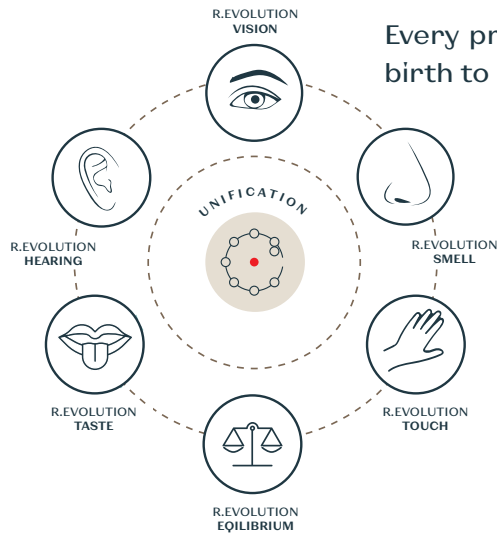 R.EVOLUTION
VISION
Every pr
birth to
UNIFICATION
R.EVOLUTION
HEARING
R.EVOLUTION
SMELL
R.EVOLUTION
TASTE
R.EVOLUTION
TOUCH
R.EVOLUTION
EQILIBRIUM